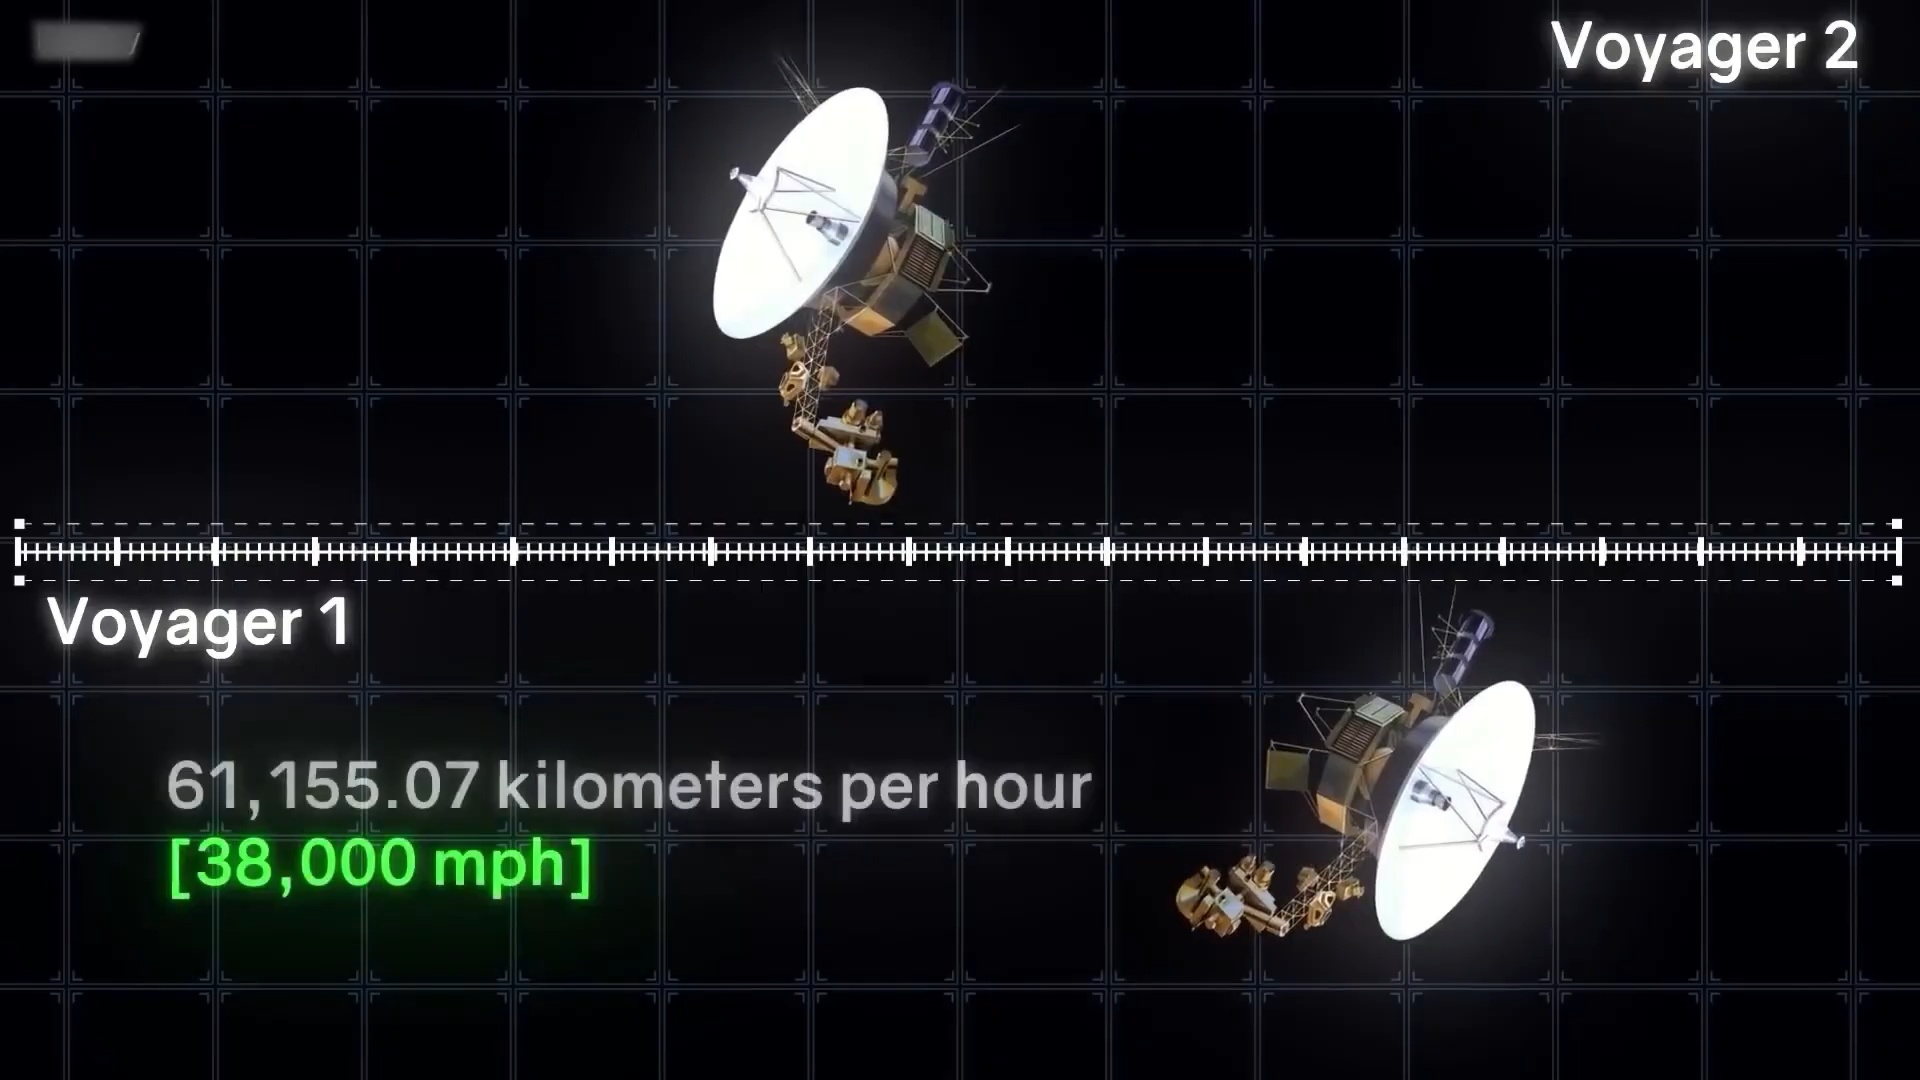 Voyager 2
Voyager 1
61,155.07 kilometers per hour
[38,000 mph]